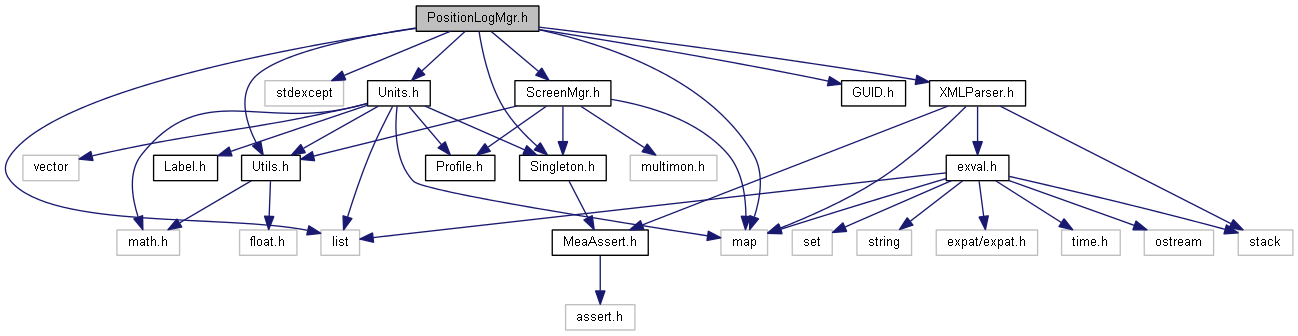 PositionLogMgr.h
stdexcept
Units.h
ScreenMgr.h
GUID.h
XMLParser.h
vector
Label.h
Utils.h
Profile.h
Singleton.h
multimon.h
exval.h
math.h
float.h
list
MeaAssert.h
map
set
string
expat/expat.h
time.h
ostream
stack
assert.h